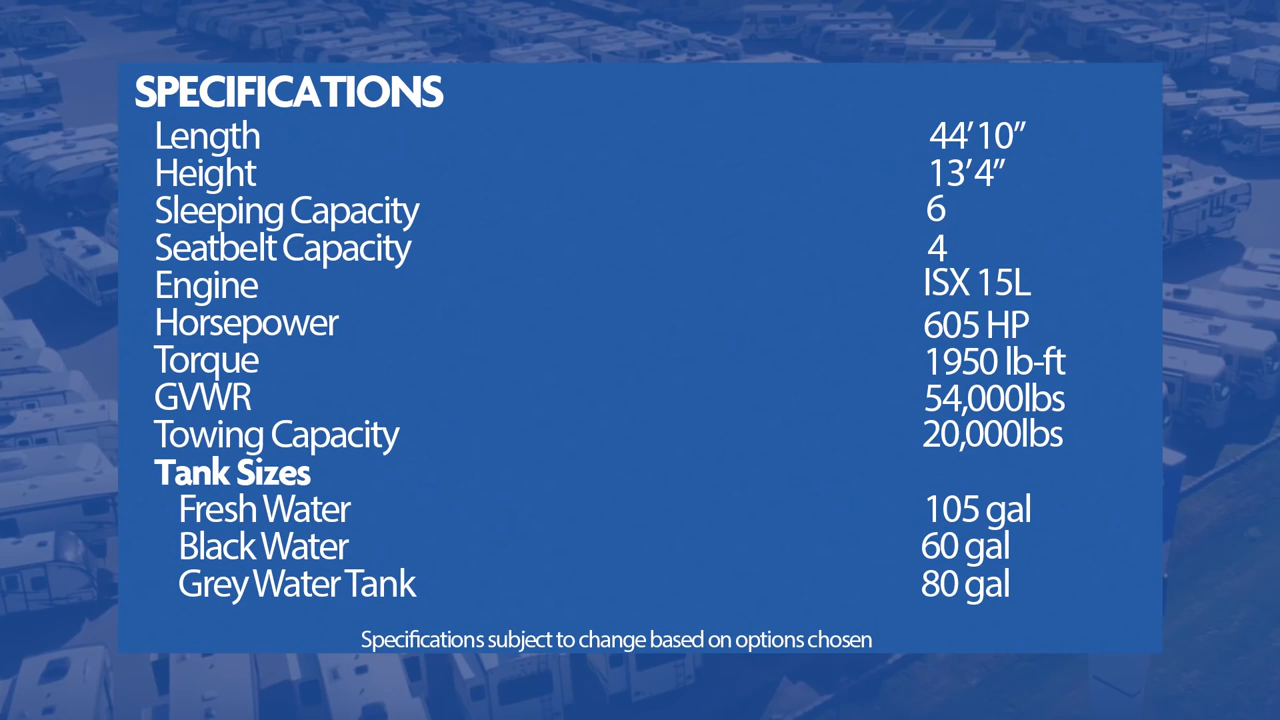 SPECIFICATIONS
Length 44’10”
Height 13’4”
Sleeping Capacity 6
Seatbelt Capacity 4
Engine ISX 15L
Horsepower 605 HP
Torque 1950 lb-ft
GVWR 54,000lbs
Towing Capacity 20,000lbs
Tank Sizes
Fresh Water 105 gal
Black Water 60 gal
Grey Water Tank 80 gal
Specifications subject to change based on options chosen